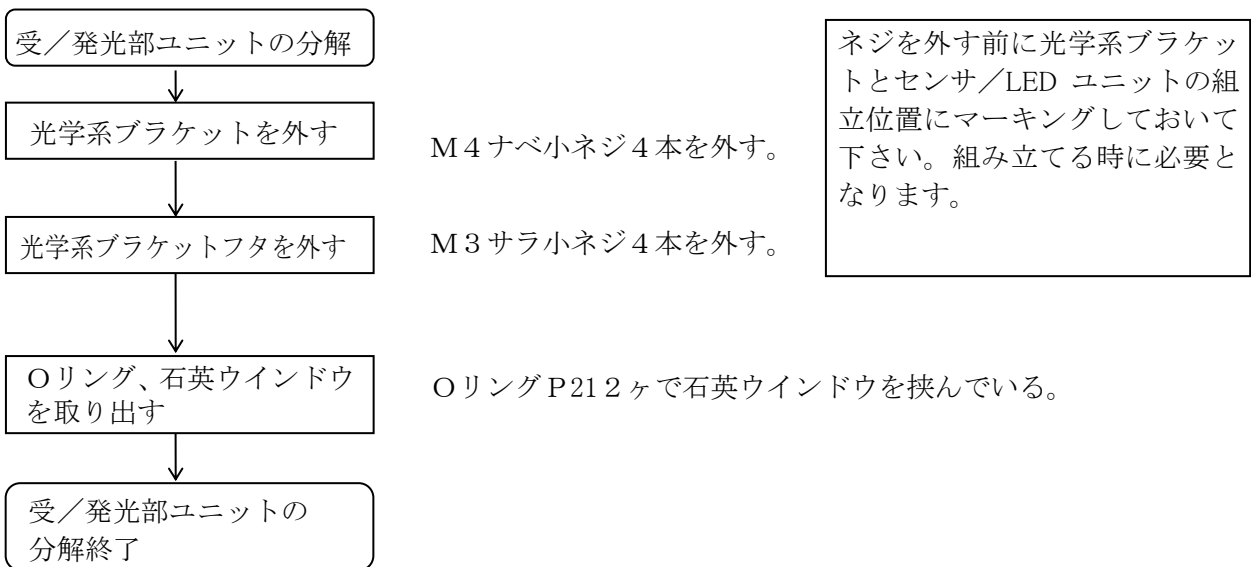 受／発光部ユニットの分解
光学系ブラケットを外す
M４ナベ小ネジ４本を外す。
ネジを外す前に光学系ブラケッ
トとセンサ／LED ユニットの組
立位置にマーキングしておいて
下さい。組み立てる時に必要と
なります。
光学系ブラケットフタを外す
M３サラ小ネジ４本を外す。
Oリング、石英ウインドウ
を取り出す
OリングP21２ヶで石英ウインドウを挟んでいる。
受／発光部ユニットの
分解終了